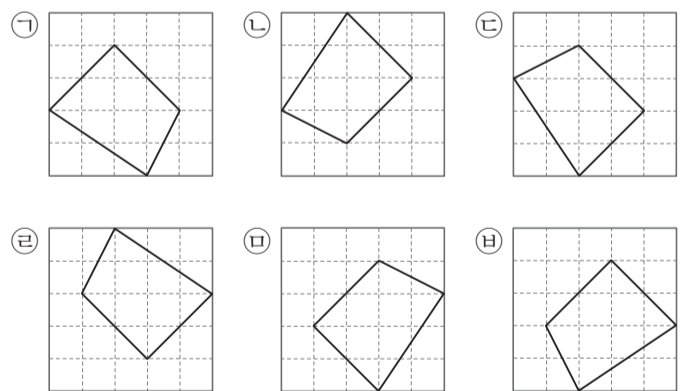 ㉠ ㉡ ㉢
㉣ ㉤ ㉥